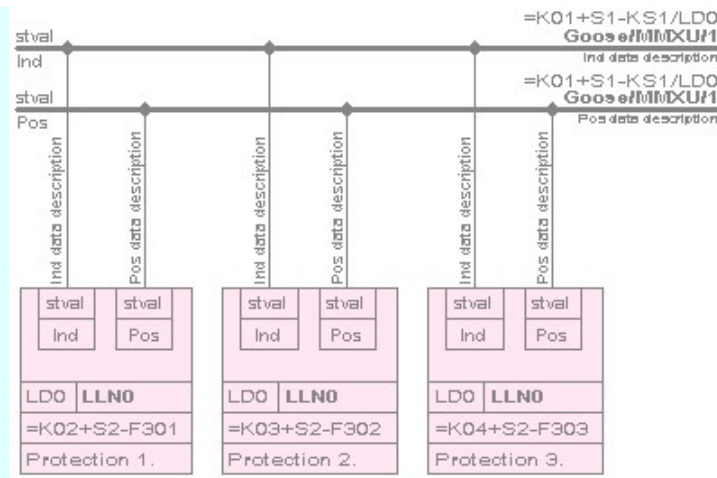 =K01+S1-KS1/LD0
stval Goose/MMXU/1
Ind Ind data description
=K01+S1-KS1/LD0
stval Goose/MMXU/1
Pos Pos data description
Ind data description Pos data description Ind data description Pos data description Ind data description Pos data description
stval stval stval stval stval stval
Ind Pos Ind Pos Ind Pos
LD0 LLN0 LD0 LLN0 LD0 LLN0
=K02+S2-F301 =K03+S2-F302 =K04+S2-F303
Protection 1. Protection 2. Protection 3.